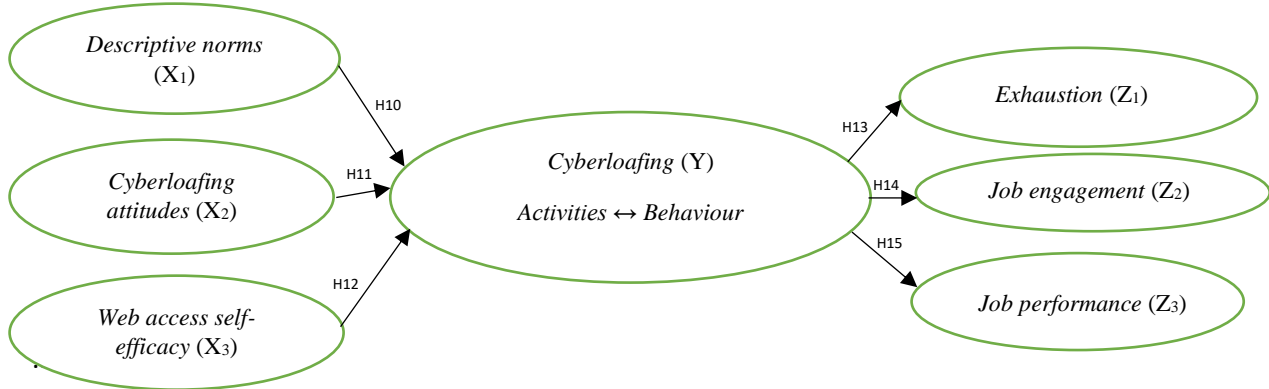 Descriptive norms
(X1)
H10
Cyberloafing
attitudes (X2)
H11
Web access self-
efficacy (X3)
H12
.
Cyberloafing (Y)
Activities ↔ Behaviour
H13
Exhaustion (Z1)
H14
Job engagement (Z2)
H15
Job performance (Z3)